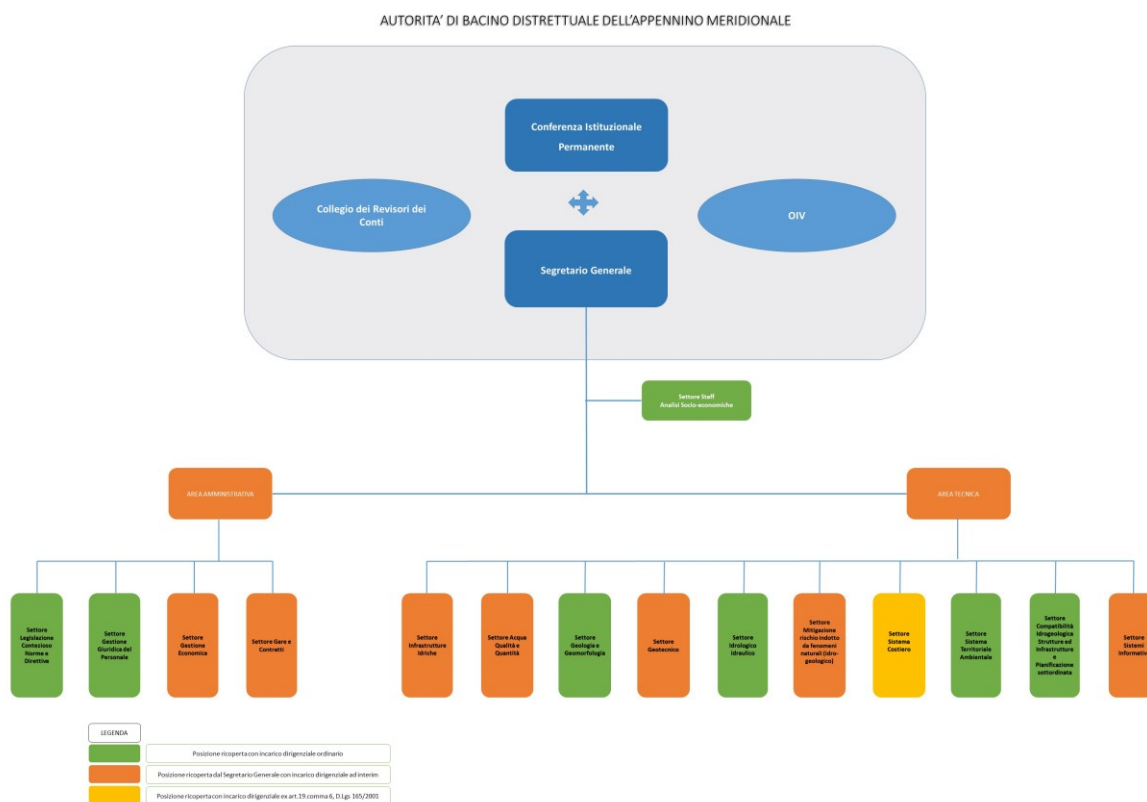 AUTORITA’ DI BACINO DISTRETTUALE DELL’APPENNINO MERIDIONALE
Conferenza Istituzionale
Permanente
Collegio dei Revisori dei
Conti
OIV
Segretario Generale
Settore Staff
Analisi Socio-economiche
AREA AMMINISTRATIVA
AREA TECNICA
Settore
Legislazione
Contezioso
Norme e
Direttive
Settore
Gestione
Giuridica del
Personale
Settore
Gestione
Economica
Settore Gare e
Contratti
Settore
Infrastrutture
Idriche
Settore Acqua
Qualità e
Quantità
Settore
Geologia e
Geomorfologia
Settore
Geotecnico
Settore
Idrologico
Idraulico
Settore
Mitigazione
rischio indotto
da fenomeni
naturali (idro-
geologico)
Settore
Sistema
Costiero
Settore
Sistema
Territoriale
Ambientale
Settore
Compatibilità
Idrogeologica
Strutture ed
Infrastrutture
e
Pianificazione
sottordinata
Settore
Sistemi
Informativi
LEGENDA
Posizione ricoperta con incarico dirigenziale ordinario
Posizione ricoperta dal Segretario Generale con incarico dirigenziale ad interim
Posizione ricoperta con incarico dirigenziale ex art.19.comma 6, D.Lgs 165/2001